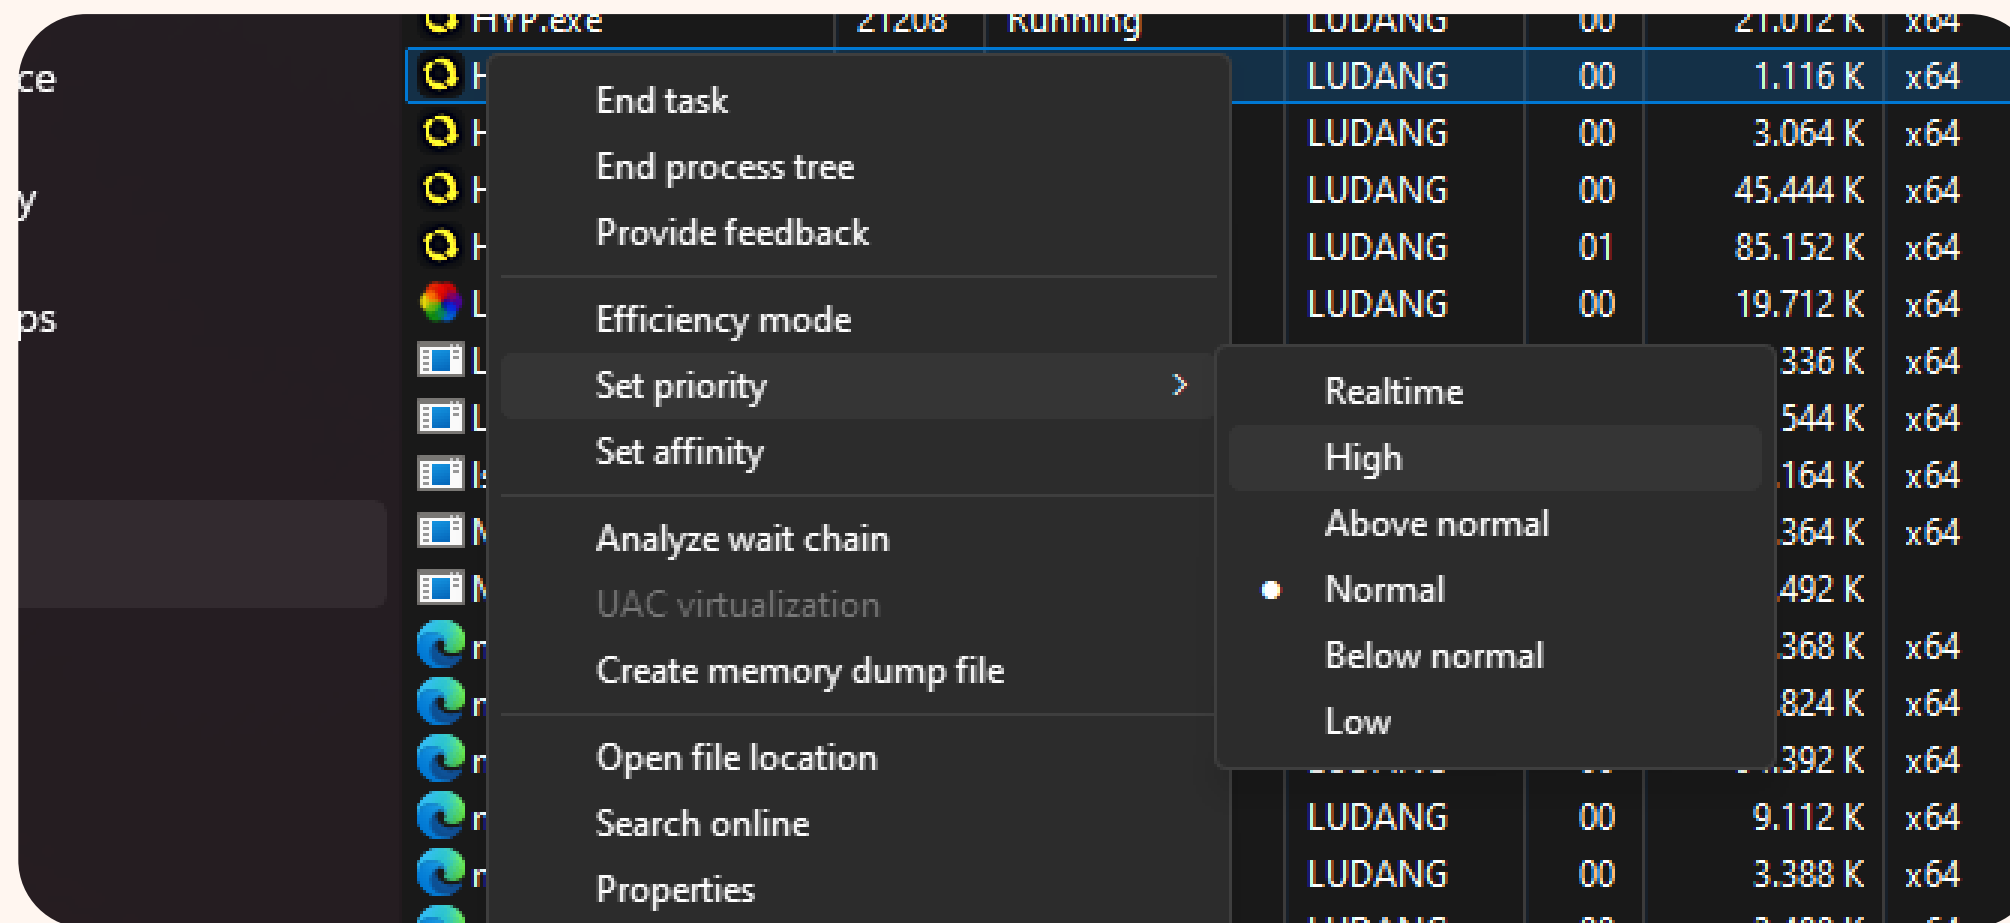 HYP.exe 21208 Running LUDANG 00 21.012 K x64
ce
LUDANG 00 1.116 K x64
LUDANG 00 3.064 K x64
y
LUDANG 00 45.444 K x64
LUDANG 01 85.152 K x64
ps
LUDANG 00 19.712 K x64
336 K x64
544 K x64
.164 K x64
.364 K x64
.492 K
.368 K x64
.824 K x64
.392 K x64
LUDANG 00 9.112 K x64
LUDANG 00 3.388 K x64
End task
End process tree
Provide feedback
Efficiency mode
Set priority
Set affinity
Analyze wait chain
UAC virtualization
Create memory dump file
Open file location
Search online
Properties
Realtime
High
Above normal
Normal
Below normal
Low